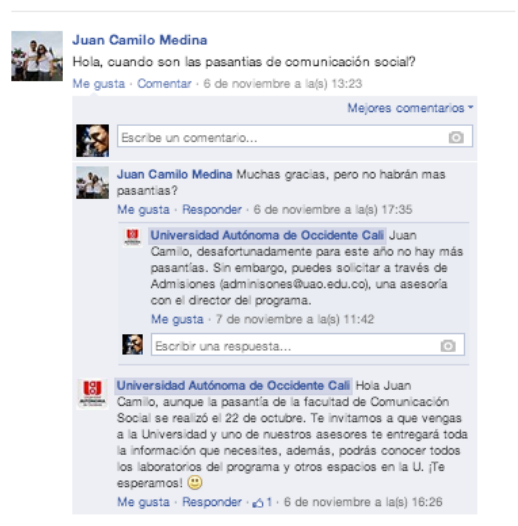 Juan Camilo Medina
Hola, cuando son las pasantias de comunicación social?
Me gusta · Comentar · 6 de noviembre a la(s) 13:23
Mejores comentarios
Escribe un comentario...
Juan Camilo Medina Muchas gracias, pero no habrán mas
pasantias?
Me gusta · Responder · 6 de noviembre a la(s) 17:35
Universidad Autónoma de Occidente Cali Juan
Camilo, desafortunadamente para este año no hay más
pasantías. Sin embargo, puedes solicitar a través de
Admisiones (adminisones@uao.edu.co), una asesoría
con el director del programa.
Me gusta · 7 de noviembre a la(s) 11:42
Escribir una respuesta...
Universidad Autónoma de Occidente Cali Hola Juan
Camilo, aunque la pasantía de la facultad de Comunicación
Social se realizó el 22 de octubre. Te invitamos a que vengas
a la Universidad y uno de nuestros asesores te entregará toda
la información que necesites, además, podrás conocer todos
los laboratorios del programa y otros espacios en la U. ¡Te
esperamos!
Me gusta · Responder · 1 · 6 de noviembre a la(s) 16:26